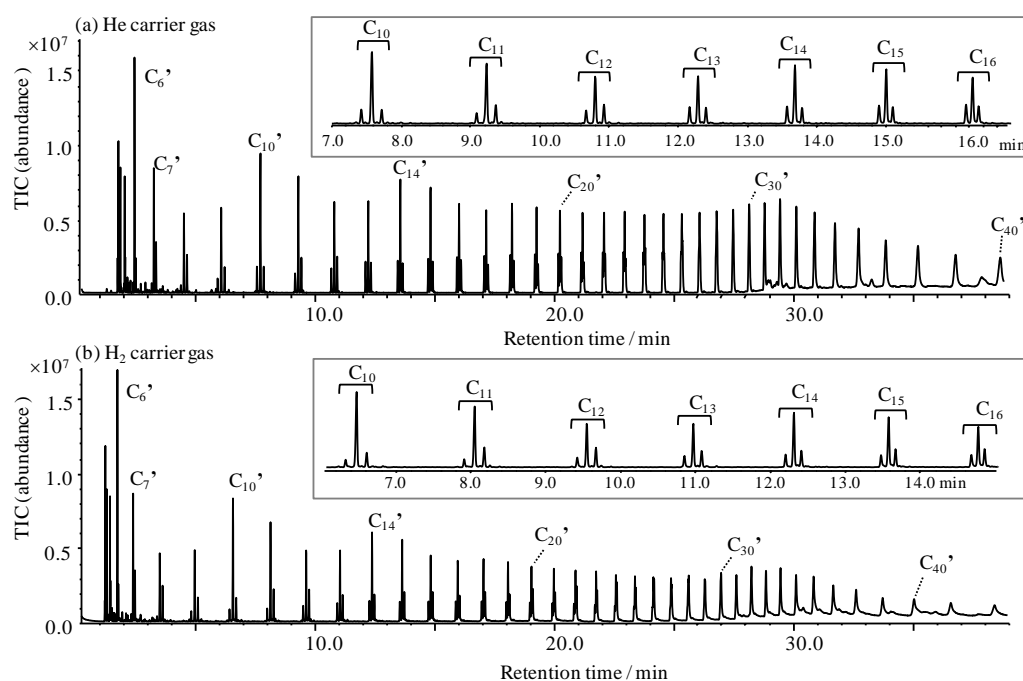 (a) He carrier gas
×10⁷
1.5
1.0
0.5
0.0
TIC (abundance)
C₆’
C₇’
C₁₀’
C₁₄’
C₂₀’
C₃₀’
C₄₀’
C₁₀
C₁₁
C₁₂
C₁₃
C₁₄
C₁₅
C₁₆
7.0 8.0 9.0 10.0 11.0 12.0 13.0 14.0 15.0 16.0 min
10.0 20.0 30.0
Retention time / min
(b) H₂ carrier gas
×10⁷
1.5
1.0
0.5
0.0
TIC (abundance)
C₆’
C₇’
C₁₀’
C₁₄’
C₂₀’
C₃₀’
C₄₀’
C₁₀
C₁₁
C₁₂
C₁₃
C₁₄
C₁₅
C₁₆
7.0 8.0 9.0 10.0 11.0 12.0 13.0 14.0 min
10.0 20.0 30.0
Retention time / min